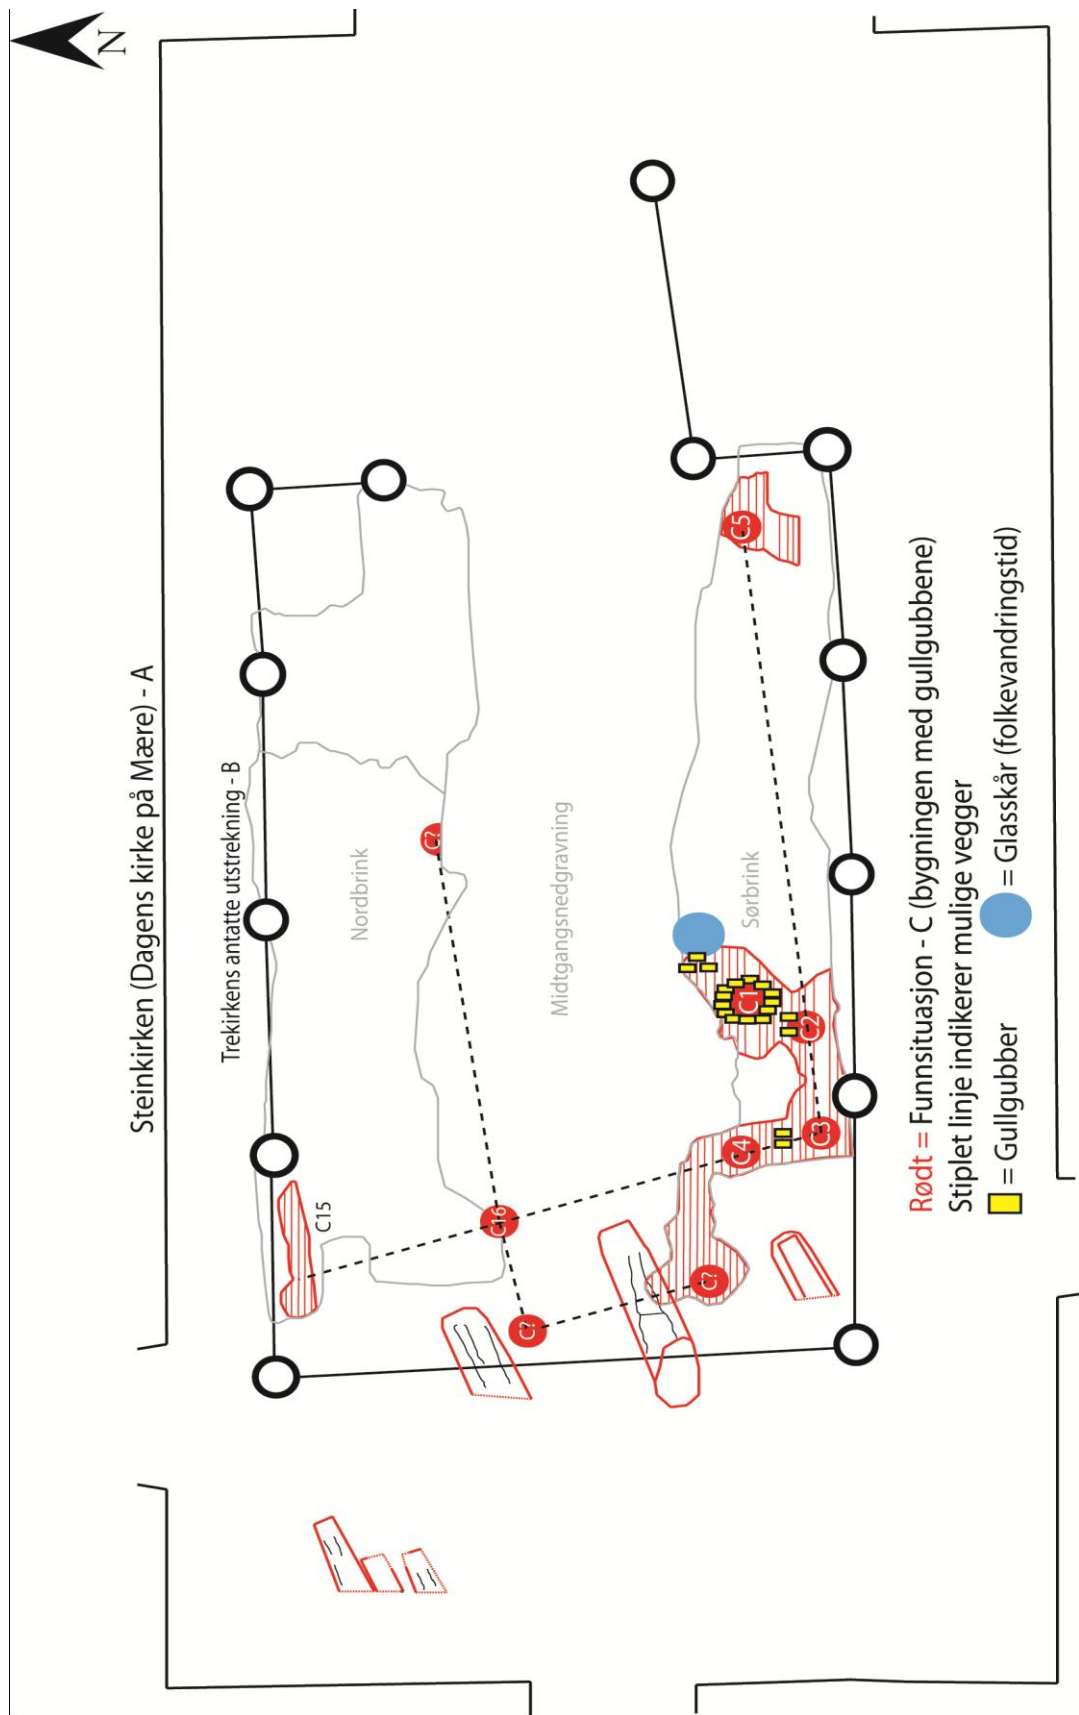 N
Steinkirken (Dagens kirke på Mære) - A
Trekirkens antatte utstrekning - B
C15
Nordbrink
C?
C16
C?
Midtgangsnedgravning
Sørbrink
C5
C1
C2
C3
C4
C?
Rødt = Funnsituasjon - C (bygningen med gullgubbene)
Stiplet linje indikerer mulige vegger
= Gullgubber
= Glasskår (folkevandringstid)